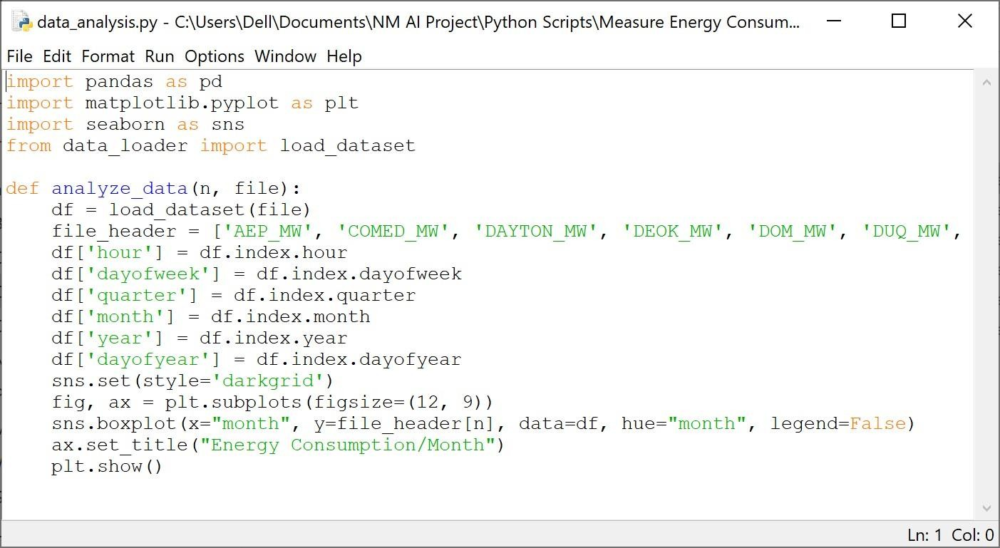 data_analysis.py - C:\Users\Dell\Documents\NM AI Project\Python Scripts\Measure Energy Consum...
File Edit Format Run Options Window Help
import pandas as pd
import matplotlib.pyplot as plt
import seaborn as sns
from data_loader import load_dataset

def analyze_data(n, file):
    df = load_dataset(file)
    file_header = ['AEP_MW', 'COMED_MW', 'DAYTON_MW', 'DEOK_MW', 'DOM_MW', 'DUQ_MW',
    df['hour'] = df.index.hour
    df['dayofweek'] = df.index.dayofweek
    df['quarter'] = df.index.quarter
    df['month'] = df.index.month
    df['year'] = df.index.year
    df['dayofyear'] = df.index.dayofyear
    sns.set(style='darkgrid')
    fig, ax = plt.subplots(figsize=(12, 9))
    sns.boxplot(x="month", y=file_header[n], data=df, hue="month", legend=False)
    ax.set_title("Energy Consumption/Month")
    plt.show()
Ln: 1 Col: 0